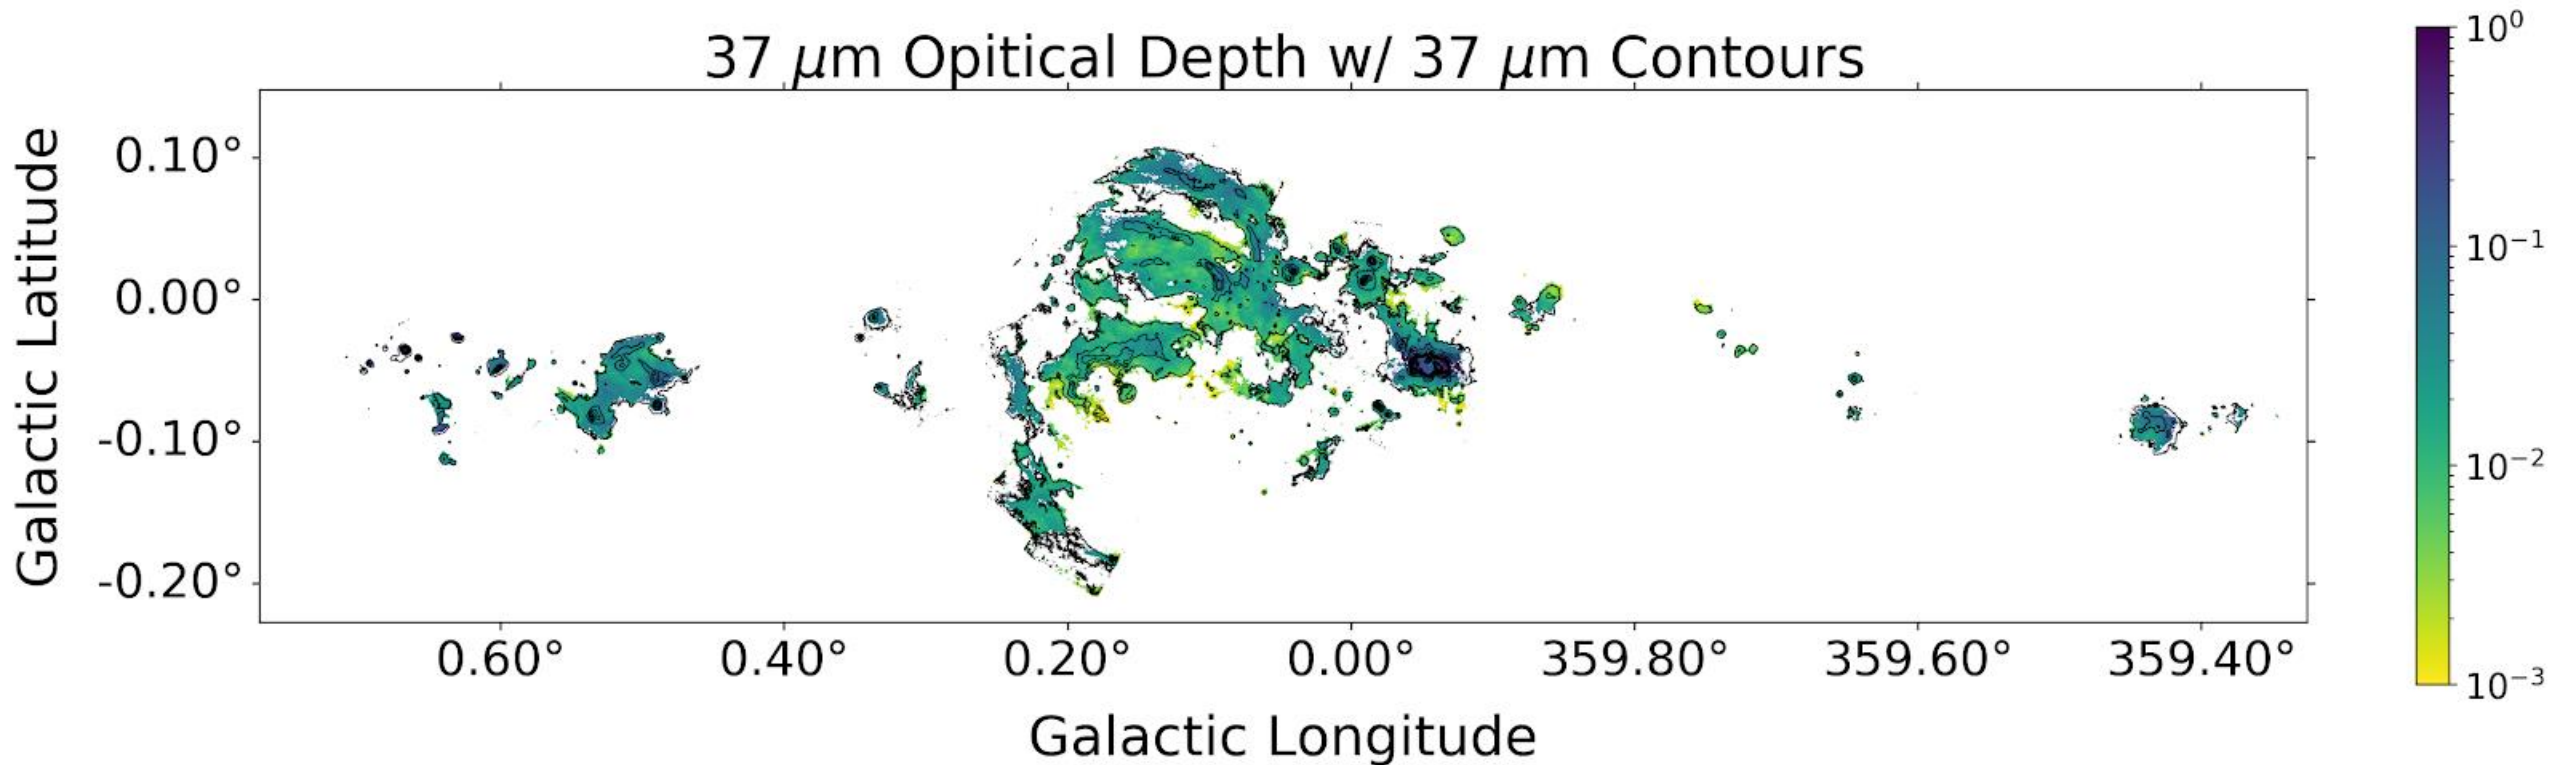 37 μm Opitical Depth w/ 37 μm Contours
10⁰
10⁻¹
10⁻²
10⁻³
Galactic Latitude
0.10°
0.00°
-0.10°
-0.20°
0.60° 0.40° 0.20° 0.00° 359.80° 359.60° 359.40°
Galactic Longitude